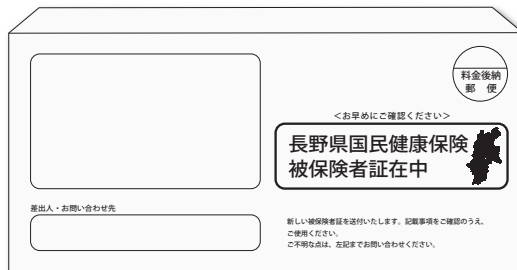 料金後納
郵　便
＜お早めにご確認ください＞
長野県国民健康保険
被保険者証在中
差出人・お問い合わせ先
新しい被保険者証を送付いたします。記載事項をご確認のうえ、
ご使用ください。
ご不明な点は、左記までお問い合わせください。